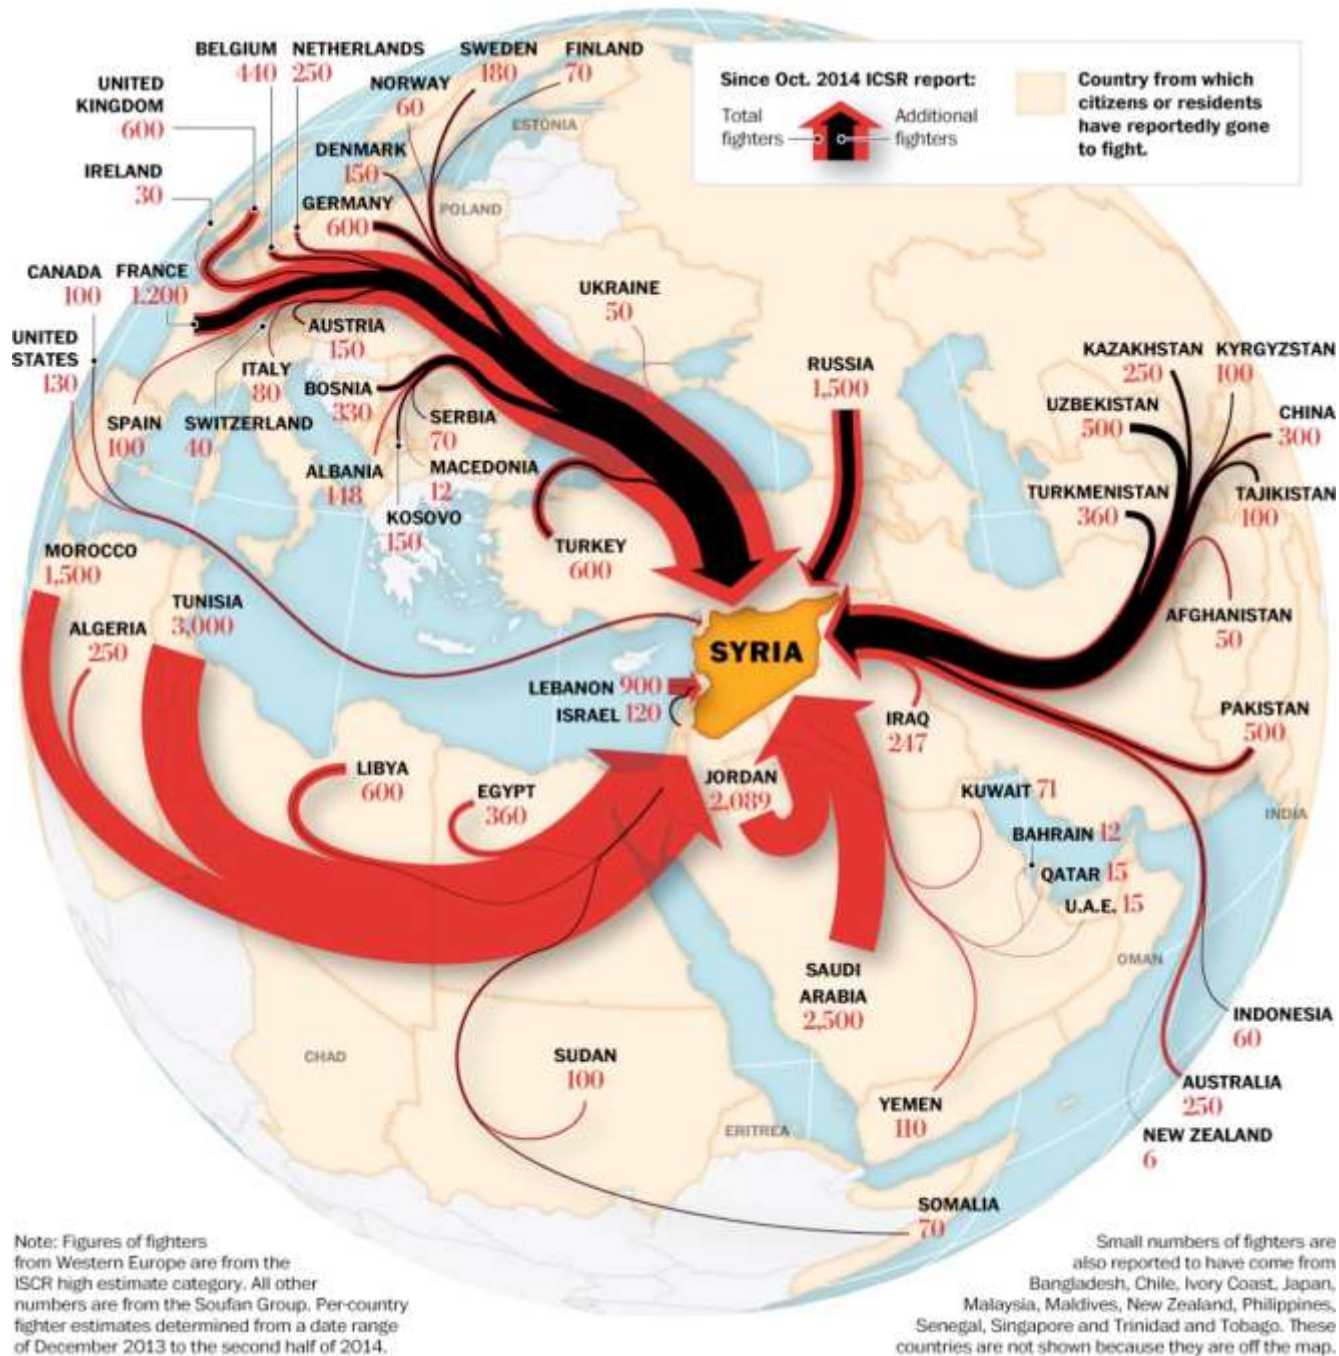 BELGIUM
440
NETHERLANDS
250
SWEDEN
180
FINLAND
70
UNITED
KINGDOM
600
NORWAY
60
IRELAND
30
DENMARK
150
GERMANY
600
ESTONIA
POLAND
Since Oct. 2014 ICSR report:
Total
fighters
Additional
fighters
Country from which
citizens or residents
have reportedly gone
to fight.
CANADA
100
FRANCE
1,200
UNITED
STATES
130
AUSTRIA
150
ITALY
80
SPAIN
100
SWITZERLAND
40
BOSNIA
330
SERBIA
70
ALBANIA
148
MACEDONIA
12
KOSOVO
150
UKRAINE
50
RUSSIA
1,500
KAZAKHSTAN
250
KYRGYZSTAN
100
UZBEKISTAN
500
CHINA
300
TURKMENISTAN
360
TAJIKISTAN
100
TURKEY
600
AFGHANISTAN
50
MOROCCO
1,500
TUNISIA
3,000
ALGERIA
250
SYRIA
LEBANON 900
ISRAEL 120
IRAQ
247
PAKISTAN
500
LIBYA
600
EGYPT
360
JORDAN
2,089
KUWAIT 71
BAHRAIN 12
QATAR 15
U.A.E. 15
INDIA
OMAN
SAUDI
ARABIA
2,500
INDONESIA
60
CHAD
SUDAN
100
YEMEN
110
AUSTRALIA
250
ERITREA
NEW ZEALAND
6
SOMALIA
70
Note: Figures of fighters
from Western Europe are from the
ISCR high estimate category. All other
numbers are from the Soufan Group. Per-country
fighter estimates determined from a date range
of December 2013 to the second half of 2014.
Small numbers of fighters are
also reported to have come from
Bangladesh, Chile, Ivory Coast, Japan,
Malaysia, Maldives, New Zealand, Philippines,
Senegal, Singapore and Trinidad and Tobago. These
countries are not shown because they are off the map.